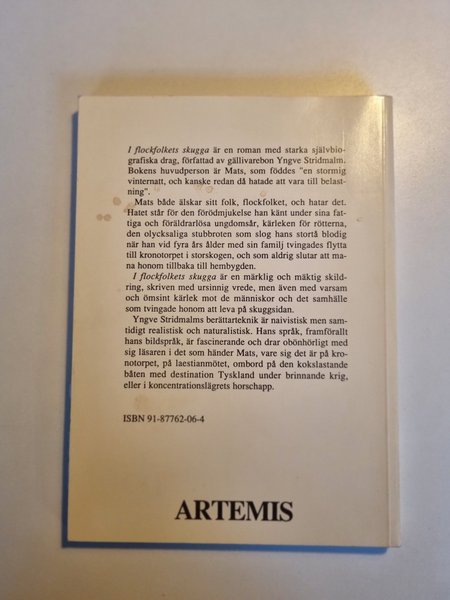 I flockfolkets skugga är en roman med starka självbio-
grafiska drag, författad av gällivarebon Yngve Stridmalm.
Bokens huvudperson är Mats, som föddes "en stormig
vinternatt, och kanske redan då hatade att vara till belast-
ning".
Mats både älskar sitt folk, flockfolket, och hatar det.
Hatet står för den förödmjukelse han känt under sina fat-
tiga och föräldrarlösa ungdomsår, kärleken för rötterna,
den olycksaliga stubbroten som slog hans stortå blodig
när han vid fyra års ålder med sin familj tvingades flytta
till kronotorpet i storskogen, och som aldrig slutar att ma-
na honom tillbaka till hembygden.
I flockfolkets skugga är en märklig och mäktig skild-
ring, skriven med ursinnig vrede, men även med varsam
och ömsint kärlek mot de människor och det samhälle
som tvingade honom att leva på skuggsidan.
Yngve Stridmalms berättarteknik är naivistisk men sam-
tidigt realistisk och naturalistisk. Hans språk, framförallt
hans bildspråk, är fascinerande och drar obönhörligt med
sig läsaren i det som händer Mats, vare sig det är på kro-
notorpet, på laestianmötet, ombord på den kokslastande
båten med destination Tyskland under brinnande krig,
eller i koncentrationslägrets horschapp.
ISBN 91-87762-06-4
ARTEMIS